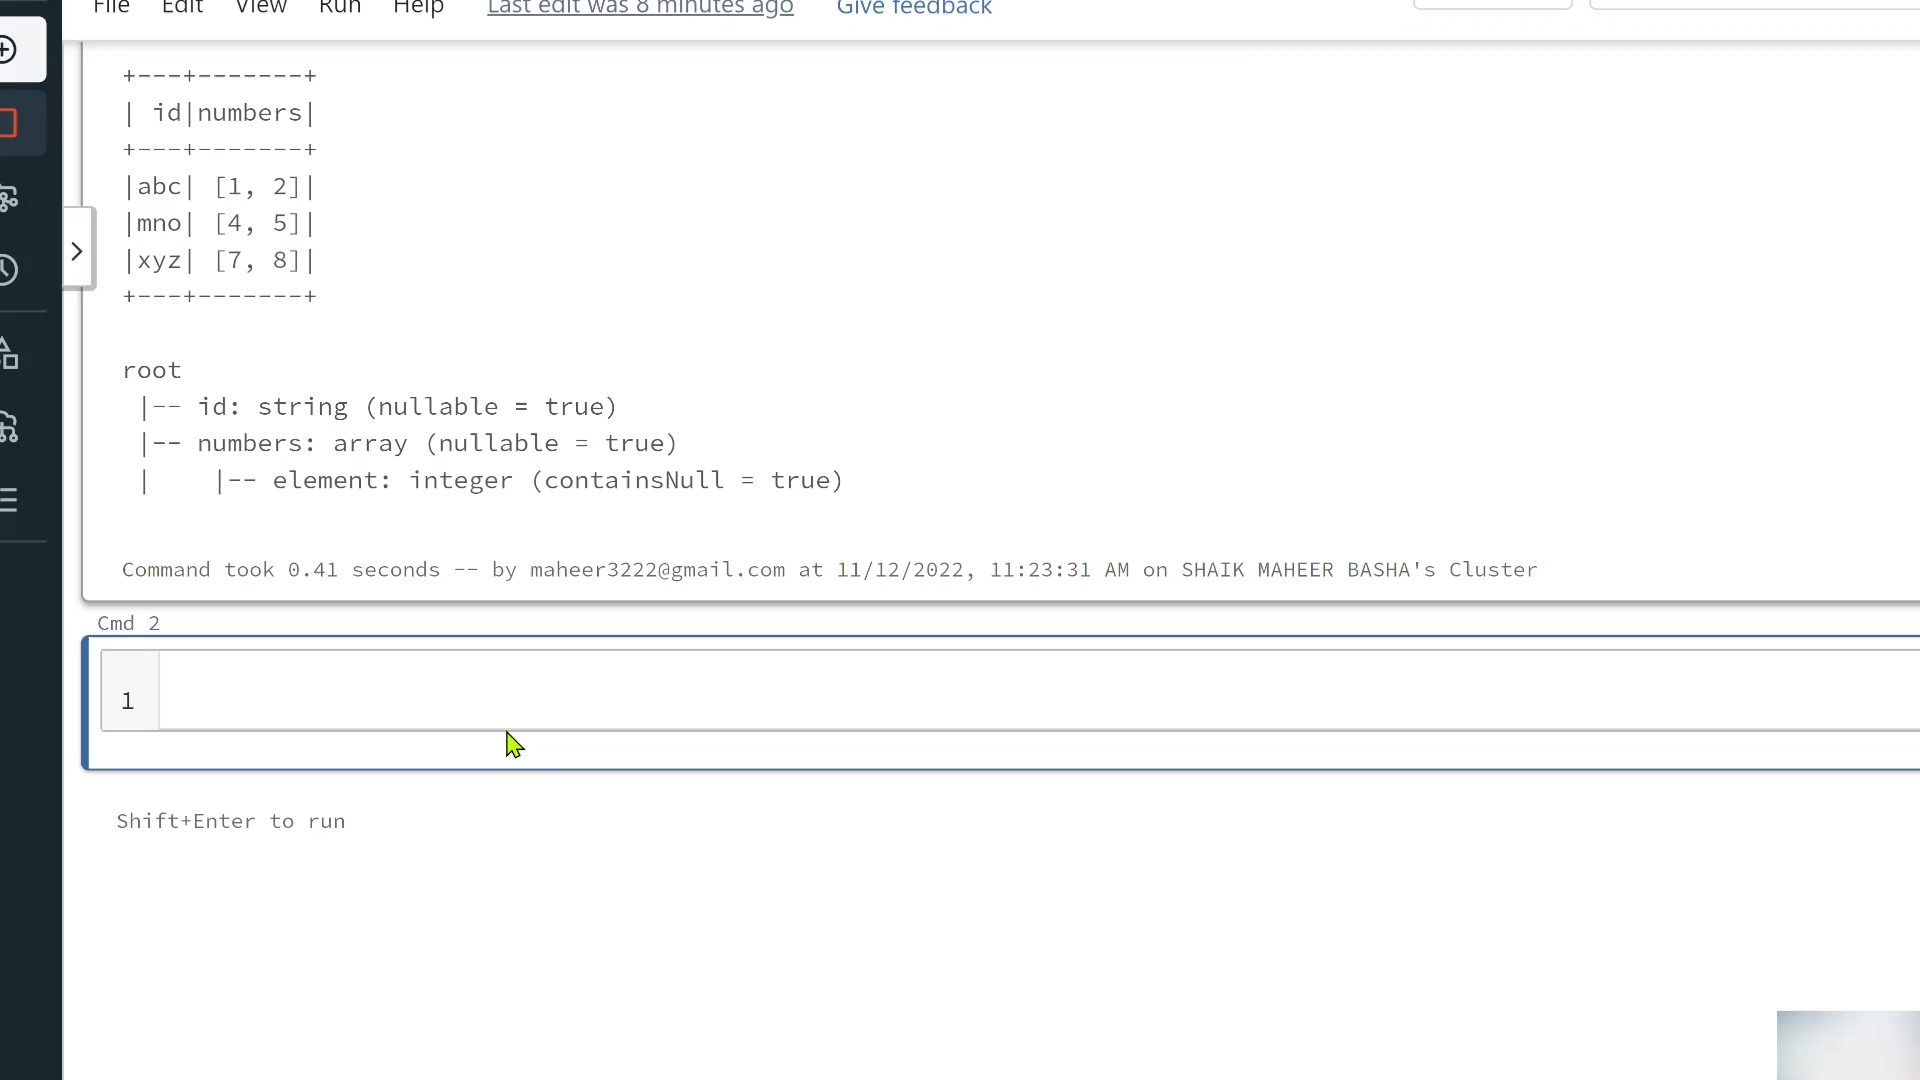 File Edit View Run Help Last edit was 8 minutes ago Give feedback
+---+-------+
| id|numbers|
+---+-------+
|abc| [1, 2]|
|mno| [4, 5]|
|xyz| [7, 8]|
+---+-------+
root
 |-- id: string (nullable = true)
 |-- numbers: array (nullable = true)
 |    |-- element: integer (containsNull = true)
Command took 0.41 seconds -- by maheer3222@gmail.com at 11/12/2022, 11:23:31 AM on SHAIK MAHEER BASHA's Cluster
Cmd 2
1
Shift+Enter to run